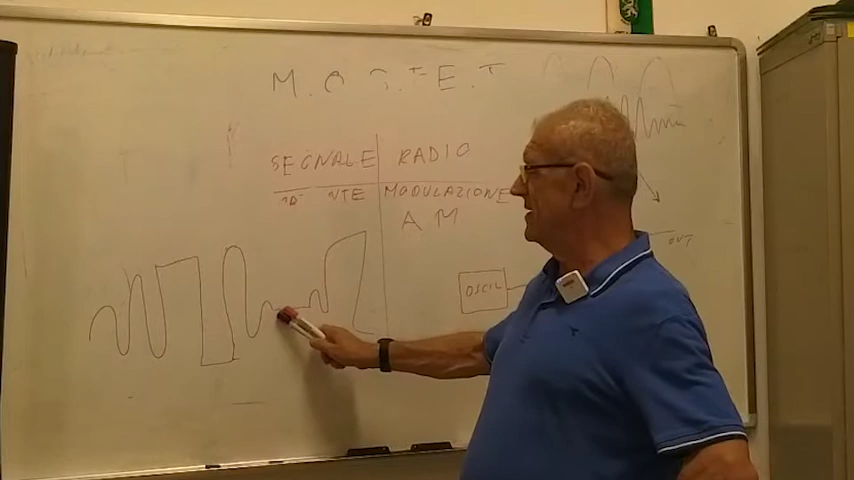 SEGNALE RADIO
NTE MODULAZIONE
AM
OSCIL
OUT